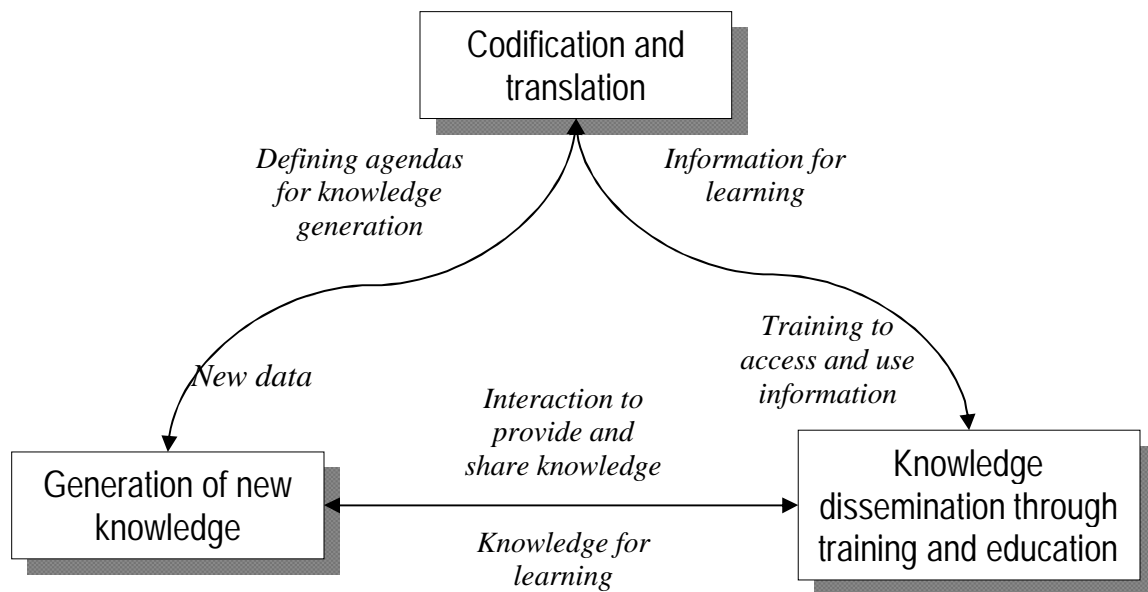 Codification and
translation
Defining agendas
for knowledge
generation
Information for
learning
New data
Training to
access and use
information
Interaction to
provide and
share knowledge
Generation of new
knowledge
Knowledge
dissemination through
training and education
Knowledge for
learning